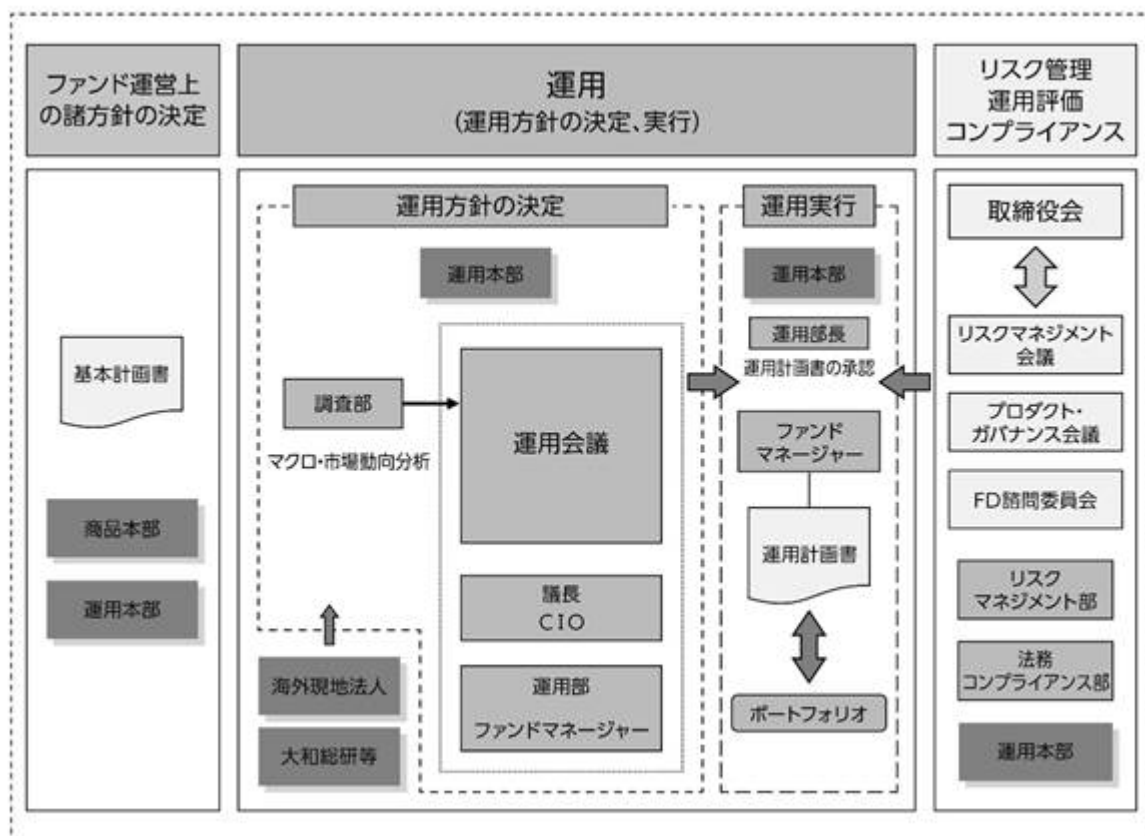 ファンド運営上
の諸方針の決定
運用
(運用方針の決定、実行)
リスク管理
運用評価
コンプライアンス
基本計画書
商品本部
運用本部
運用方針の決定
運用本部
調査部
マクロ・市場動向分析
運用会議
議長
CIO
運用部
ファンドマネージャー
海外現地法人
大和総研等
運用実行
運用本部
運用部長
運用計画書の承認
ファンド
マネージャー
運用計画書
ポートフォリオ
取締役会
リスクマネジメント
会議
プロダクト・
ガバナンス会議
FD諮問委員会
リスク
マネジメント部
法務
コンプライアンス部
運用本部